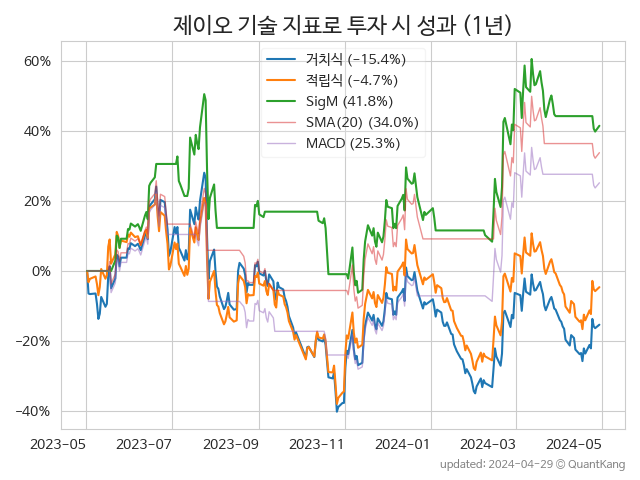 제이오 기술 지표로 투자 시 성과 (1년)
거치식 (−15.4%)
적립식 (−4.7%)
SigM (41.8%)
SMA(20) (34.0%)
MACD (25.3%)
60%
40%
20%
0%
−20%
−40%
2023-05 2023-07 2023-09 2023-11 2024-01 2024-03 2024-05
updated: 2024-04-29 © QuantKang